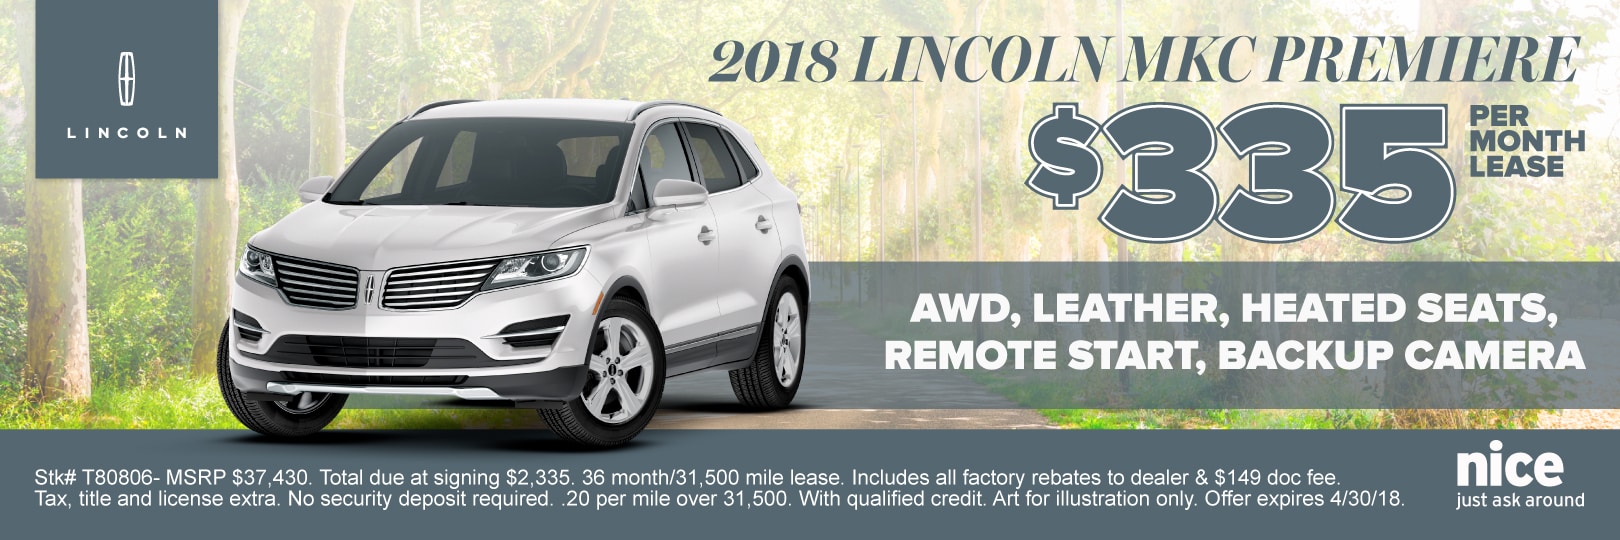 LINCOLN
2018 LINCOLN MKC PREMIERE
$335
PER
MONTH
LEASE
AWD, LEATHER, HEATED SEATS,
REMOTE START, BACKUP CAMERA
Stk# T80806- MSRP $37,430. Total due at signing $2,335. 36 month/31,500 mile lease. Includes all factory rebates to dealer & $149 doc fee.
Tax, title and license extra. No security deposit required. .20 per mile over 31,500. With qualified credit. Art for illustration only. Offer expires 4/30/18.
nice
just ask around